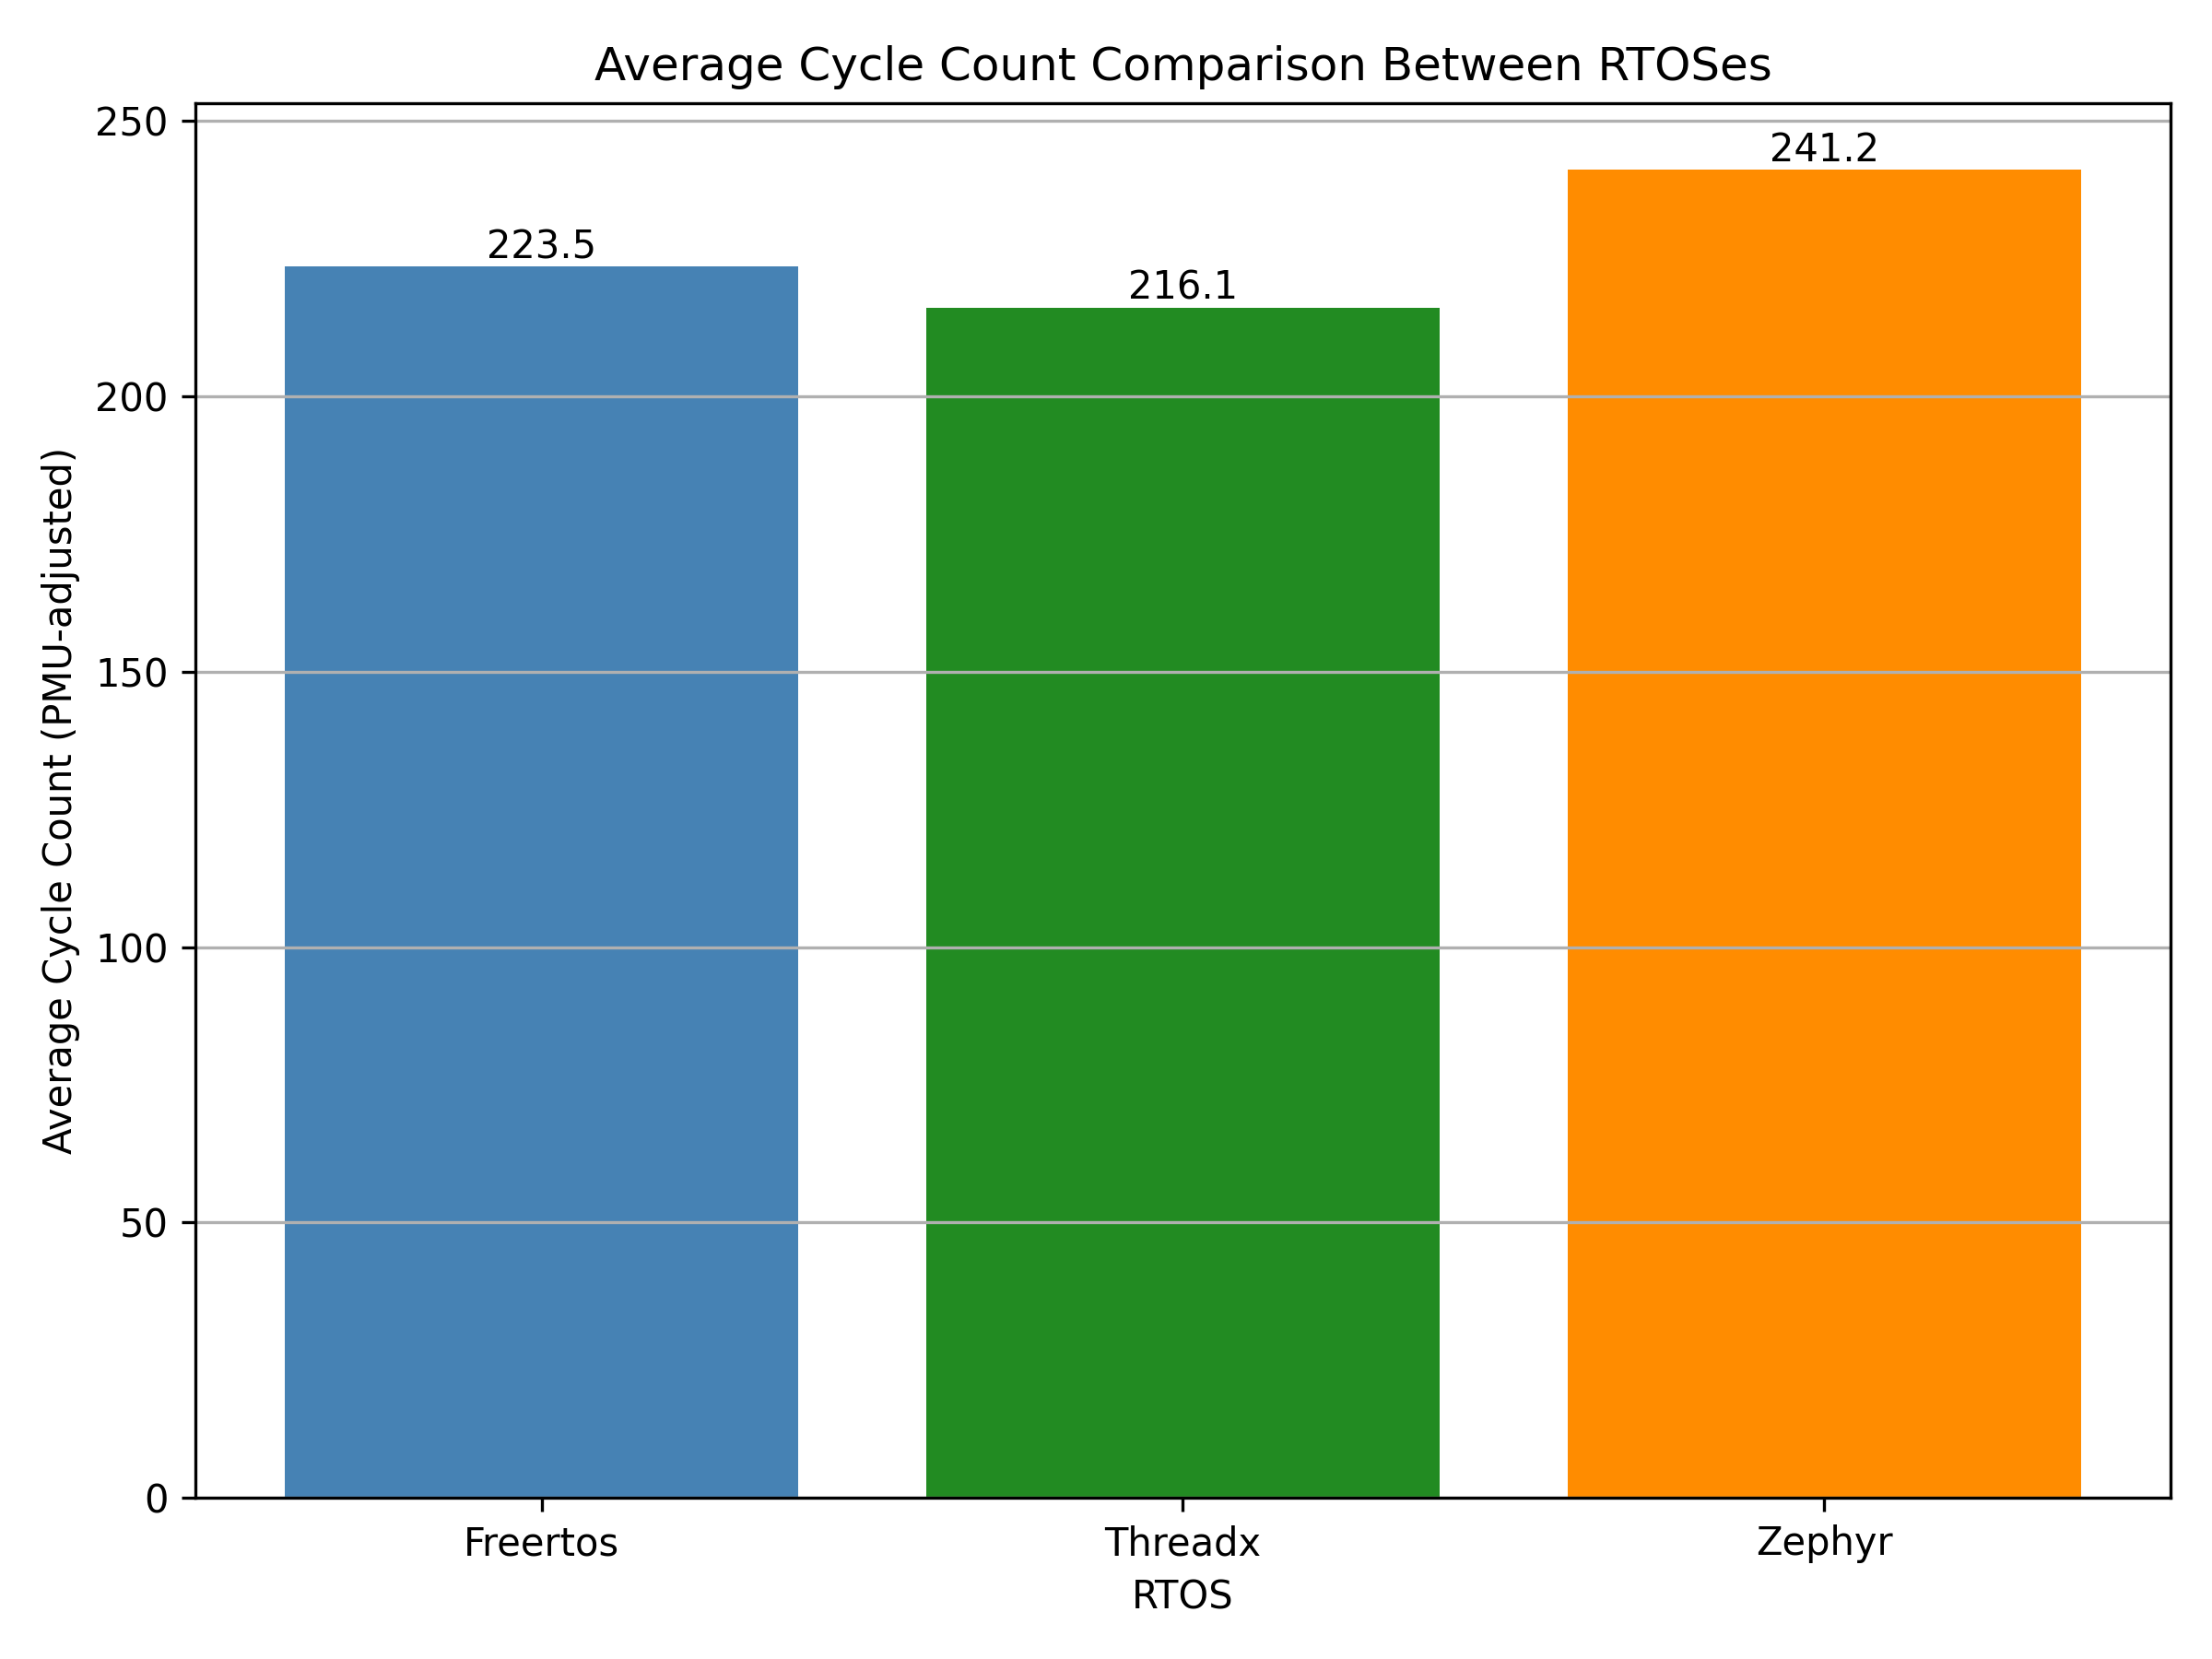 Average Cycle Count Comparison Between RTOSes
Average Cycle Count (PMU-adjusted)
250
200
150
100
50
0
223.5
216.1
241.2
Freertos
Threadx
Zephyr
RTOS